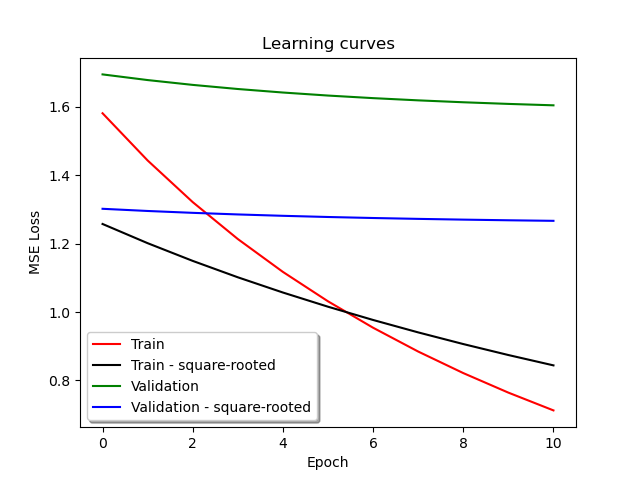 Learning curves
MSE Loss
1.6
1.4
1.2
1.0
0.8
Train
Train - square-rooted
Validation
Validation - square-rooted
0 2 4 6 8 10
Epoch